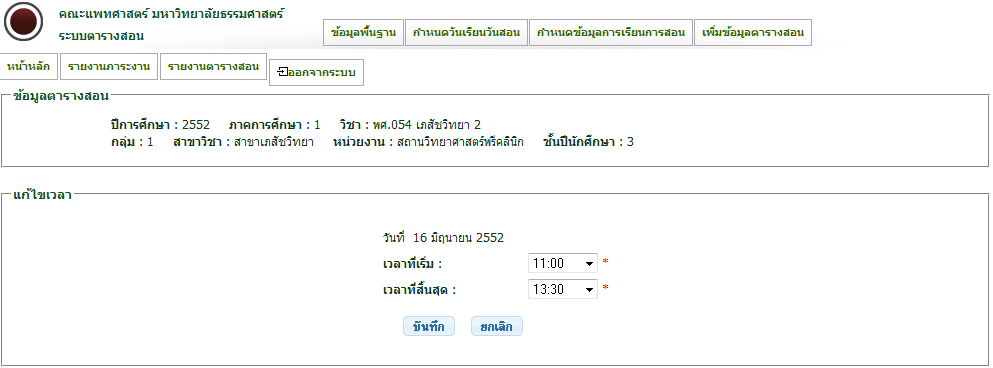 คณะแพทศาสตร์ มหาวิทยาลัยธรรมศาสตร์
ระบบตารางสอน
ข้อมูลพื้นฐาน กำหนดวันเรียนวันสอน กำหนดข้อมูลการเรียนการสอน เพิ่มข้อมูลตารางสอน
หน้าหลัก รายงานภาระงาน รายงานตารางสอน ออกจากระบบ
ข้อมูลตารางสอน
ปีการศึกษา : 2552 ภาคการศึกษา : 1 วิชา : พศ.054 เภสัชวิทยา 2
กลุ่ม : 1 สาขาวิชา : สาขาเภสัชวิทยา หน่วยงาน : สถานวิทยาศาสตร์พรีคลินิก ชั้นปีนักศึกษา : 3
แก้ไขเวลา
วันที่ 16 มิถุนายน 2552
เวลาที่เริ่ม : 11:00 *
เวลาที่สิ้นสุด : 13:30 *
บันทึก ยกเลิก